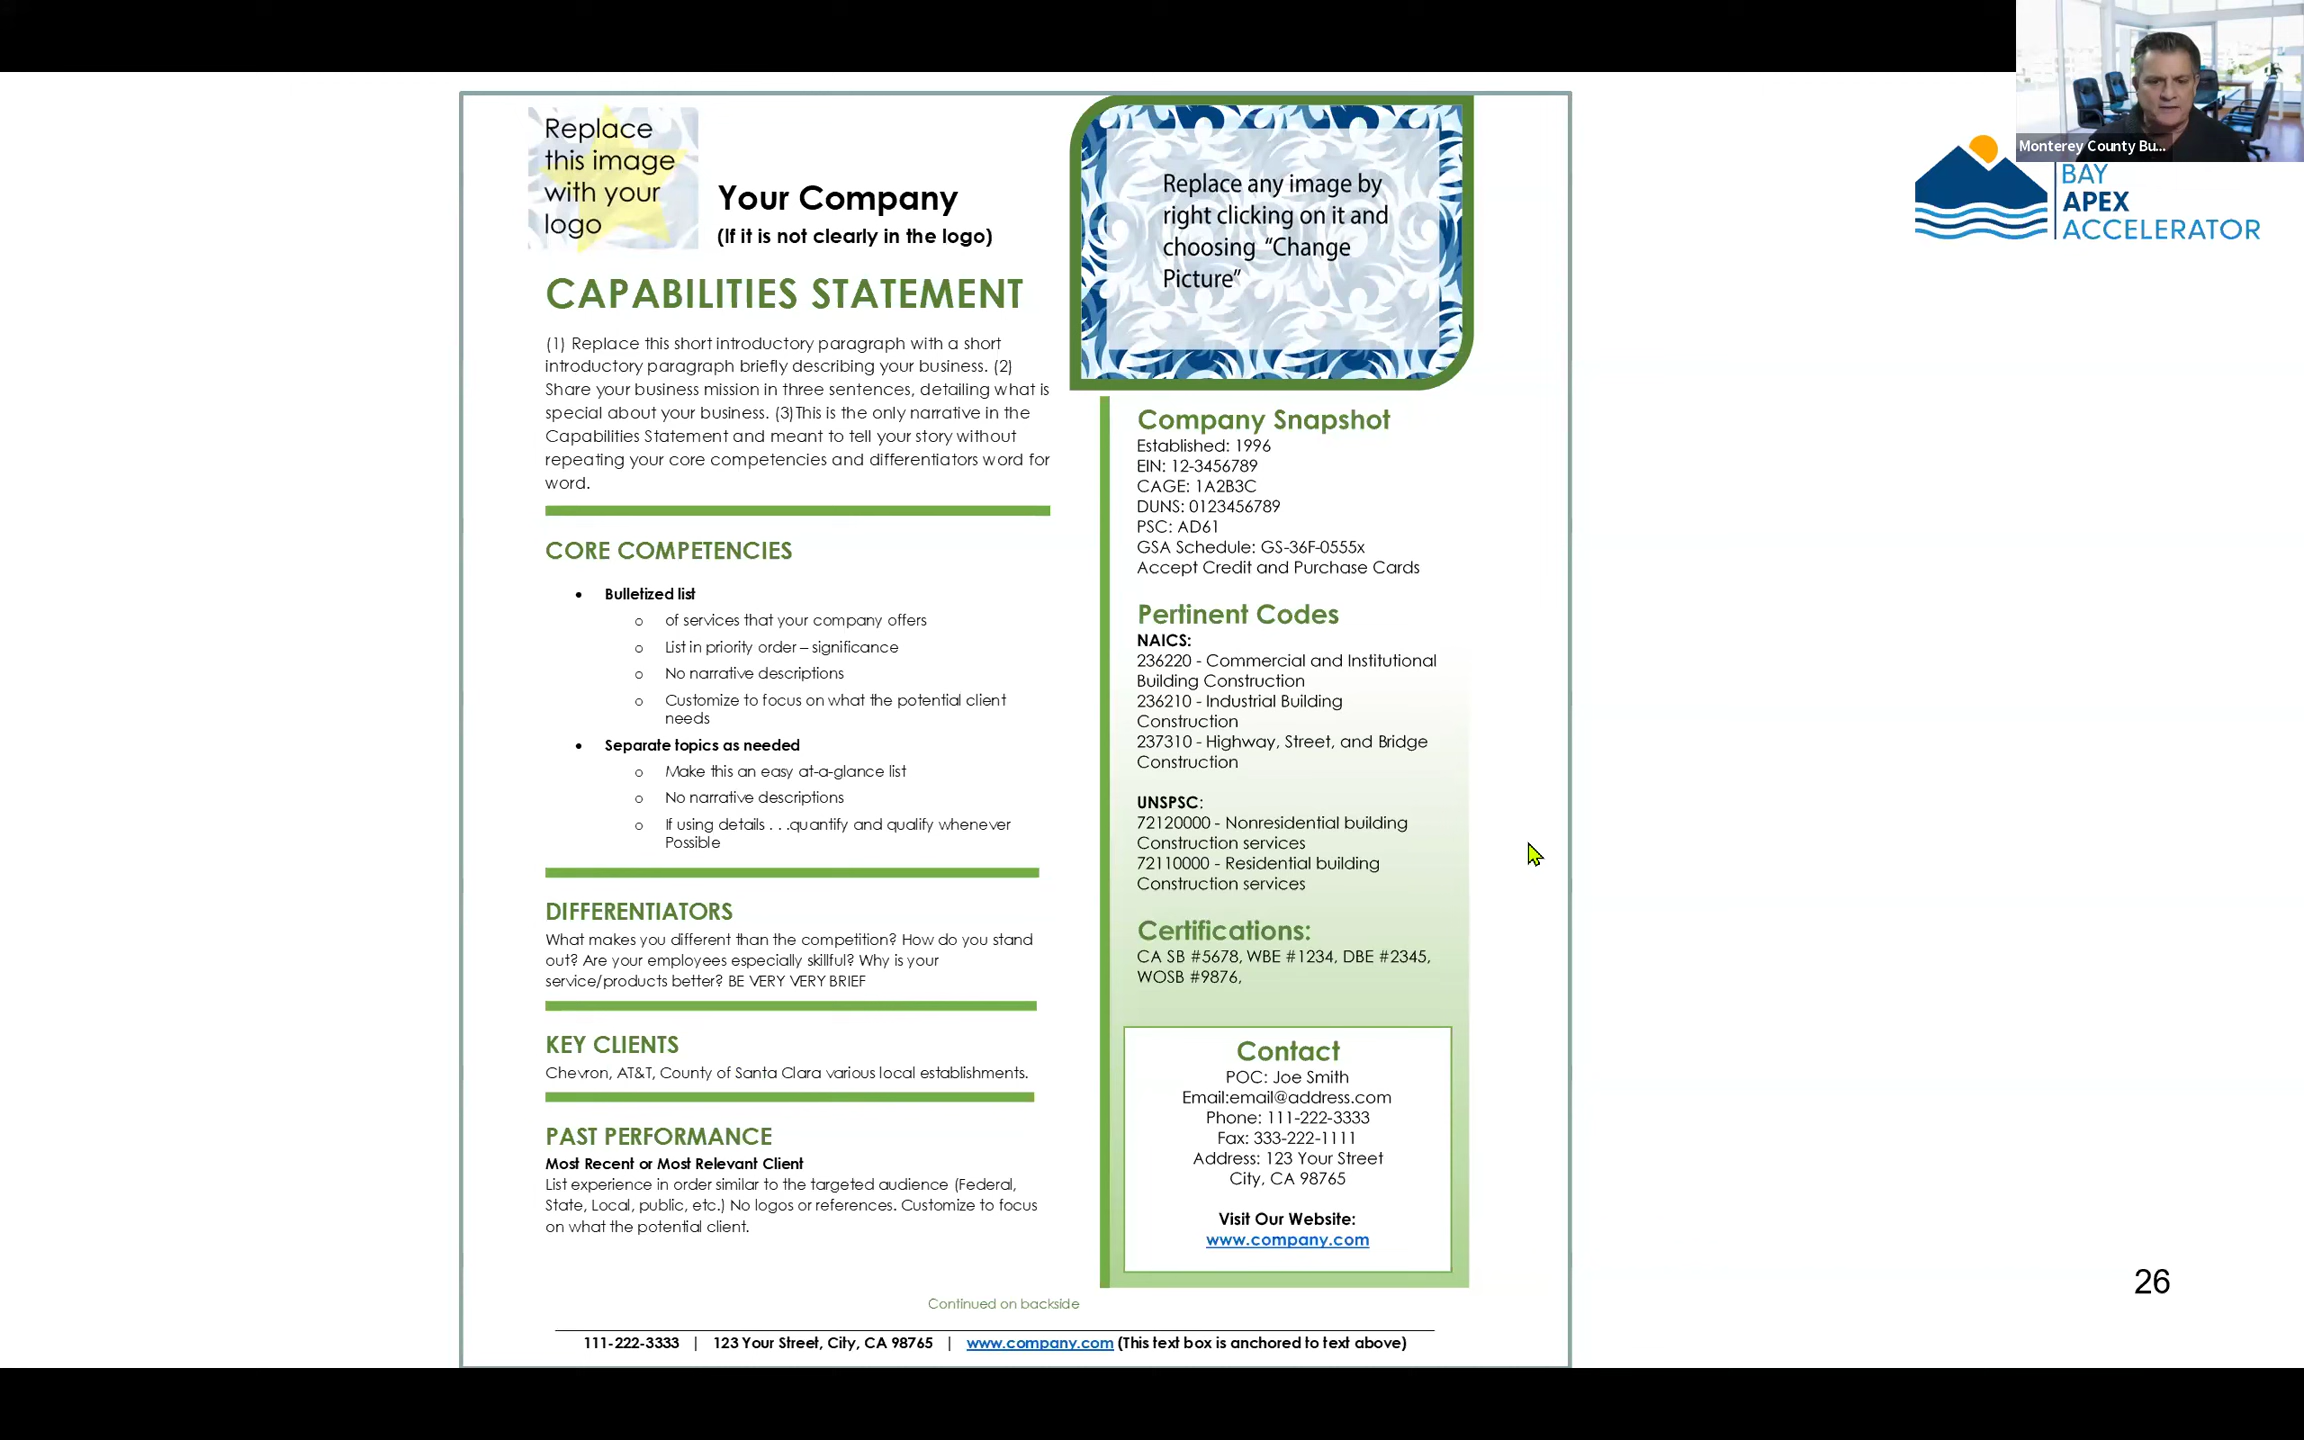 Replace
this image
with your
logo
Your Company
(If it is not clearly in the logo)
CAPABILITIES STATEMENT
(1) Replace this short introductory paragraph with a short
introductory paragraph briefly describing your business. (2)
Share your business mission in three sentences, detailing what is
special about your business. (3)This is the only narrative in the
Capabilities Statement and meant to tell your story without
repeating your core competencies and differentiators word for
word.
CORE COMPETENCIES
• Bulletized list
o of services that your company offers
o List in priority order – significance
o No narrative descriptions
o Customize to focus on what the potential client
needs
• Separate topics as needed
o Make this an easy at-a-glance list
o No narrative descriptions
o If using details . . .quantify and qualify whenever
Possible
DIFFERENTIATORS
What makes you different than the competition? How do you stand
out? Are your employees especially skillful? Why is your
service/products better? BE VERY VERY BRIEF
KEY CLIENTS
Chevron, AT&T, County of Santa Clara various local establishments.
PAST PERFORMANCE
Most Recent or Most Relevant Client
List experience in order similar to the targeted audience (Federal,
State, Local, public, etc.) No logos or references. Customize to focus
on what the potential client.
Replace any image by
right clicking on it and
choosing “Change
Picture”
Company Snapshot
Established: 1996
EIN: 12-3456789
CAGE: 1A2B3C
DUNS: 0123456789
PSC: AD61
GSA Schedule: GS-36F-0555x
Accept Credit and Purchase Cards
Pertinent Codes
NAICS:
236220 - Commercial and Institutional
Building Construction
236210 - Industrial Building
Construction
237310 - Highway, Street, and Bridge
Construction
UNSPSC:
72120000 - Nonresidential building
Construction services
72110000 - Residential building
Construction services
Certifications:
CA SB #5678, WBE #1234, DBE #2345,
WOSB #9876,
Contact
POC: Joe Smith
Email:email@address.com
Phone: 111-222-3333
Fax: 333-222-1111
Address: 123 Your Street
City, CA 98765
Visit Our Website:
www.company.com
Continued on backside
111-222-3333 | 123 Your Street, City, CA 98765 | www.company.com (This text box is anchored to text above)
Monterey County Bu...
BAY
APEX
ACCELERATOR
26